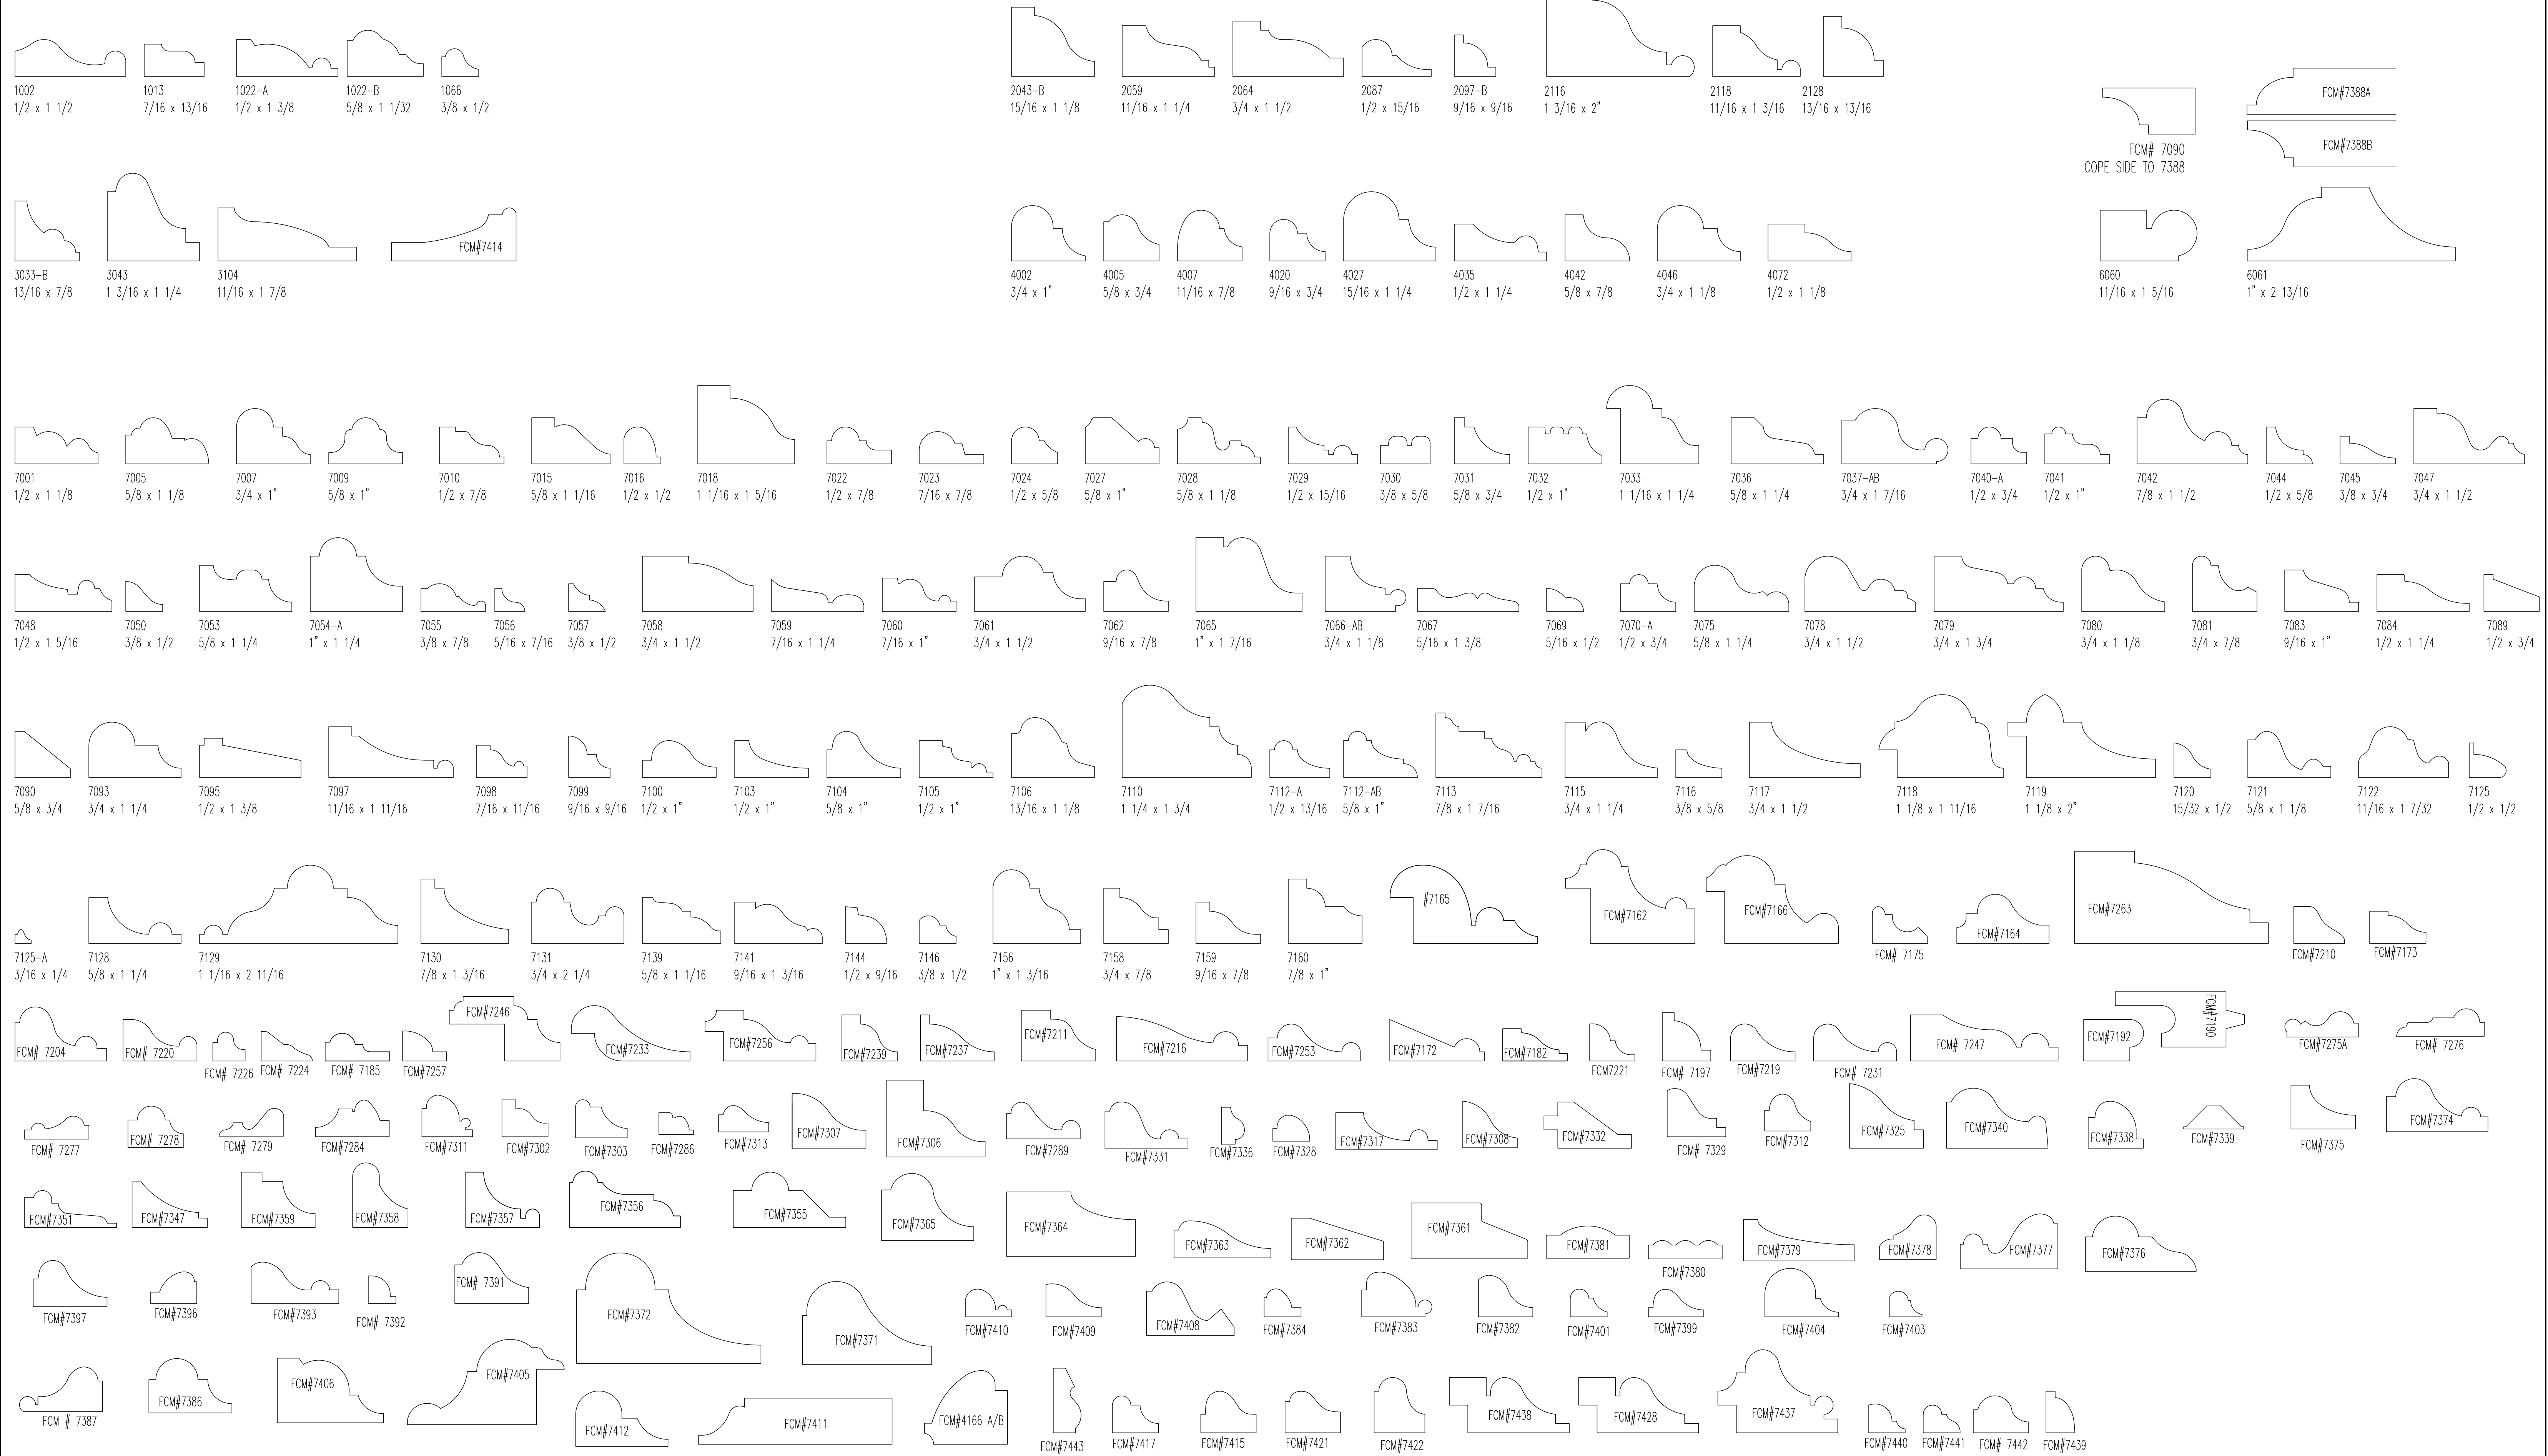 1002 1013 1022-A 1022-B 1066 2043-B 2059 2064 2087 2097-B 2116 2118 2128
1/2 x 1 1/2 7/16 x 13/16 1/2 x 1 3/8 5/8 x 1 1/32 3/8 x 1/2 15/16 x 1 1/8 11/16 x 1 1/4 3/4 x 1 1/2 1/2 x 15/16 9/16 x 9/16 1 3/16 x 2" 11/16 x 1 3/16 13/16 x 13/16
FCM#7388A
FCM#7388B
FCM# 7090
COPE SIDE TO 7388
FCM#7414
3033-B 3043 3104 4002 4005 4007 4020 4027 4035 4042 4046 4072 6060 6061
13/16 x 7/8 1 3/16 x 1 1/4 11/16 x 1 7/8 3/4 x 1" 5/8 x 3/4 11/16 x 7/8 9/16 x 3/4 15/16 x 1 1/4 1/2 x 1 1/4 5/8 x 7/8 3/4 x 1 1/8 1/2 x 1 1/8 11/16 x 1 5/16 1" x 2 13/16
7001 7005 7007 7009 7010 7015 7016 7018 7022 7023 7024 7027 7028 7029 7030 7031 7032 7033 7036 7037-AB 7040-A 7041 7042 7044 7045 7047
1/2 x 1 1/8 5/8 x 1 1/8 3/4 x 1" 5/8 x 1" 1/2 x 7/8 5/8 x 1 1/16 1/2 x 1/2 1 1/16 x 1 5/16 1/2 x 7/8 7/16 x 7/8 1/2 x 5/8 5/8 x 1" 5/8 x 1 1/8 1/2 x 15/16 3/8 x 5/8 5/8 x 3/4 1/2 x 1" 1 1/16 x 1 1/4 5/8 x 1 1/4 3/4 x 1 7/16 1/2 x 3/4 1/2 x 1" 7/8 x 1 1/2 1/2 x 5/8 3/8 x 3/4 3/4 x 1 1/2
7048 7050 7053 7054-A 7055 7056 7057 7058 7059 7060 7061 7062 7065 7066-AB 7067 7069 7070-A 7075 7078 7079 7080 7081 7083 7084 7089
1/2 x 1 5/16 3/8 x 1/2 5/8 x 1 1/4 1" x 1 1/4 3/8 x 7/8 5/16 x 7/16 3/8 x 1/2 3/4 x 1 1/2 7/16 x 1 1/4 7/16 x 1" 3/4 x 1 1/2 9/16 x 7/8 1" x 1 7/16 3/4 x 1 1/8 5/16 x 1 3/8 5/16 x 1/2 1/2 x 3/4 5/8 x 1 1/4 3/4 x 1 1/2 3/4 x 1 3/4 3/4 x 1 1/8 3/4 x 7/8 9/16 x 1" 1/2 x 1 1/4 1/2 x 3/4
7090 7093 7095 7097 7098 7099 7100 7103 7104 7105 7106 7110 7112-A 7112-AB 7113 7115 7116 7117 7118 7119 7120 7121 7122 7125
5/8 x 3/4 3/4 x 1 1/4 1/2 x 1 3/8 11/16 x 1 11/16 7/16 x 11/16 9/16 x 9/16 1/2 x 1" 1/2 x 1" 5/8 x 1" 1/2 x 1" 13/16 x 1 1/8 1 1/4 x 1 3/4 1/2 x 13/16 5/8 x 1" 7/8 x 1 7/16 3/4 x 1 1/4 3/8 x 5/8 3/4 x 1 1/2 1 1/8 x 1 11/16 1 1/8 x 2" 15/32 x 1/2 5/8 x 1 1/8 11/16 x 1 7/32 1/2 x 1/2
#7165 FCM#7162 FCM#7166 FCM# 7175 FCM#7164 FCM#7263 FCM#7210 FCM#7173
7125-A 7128 7129 7130 7131 7139 7141 7144 7146 7156 7158 7159 7160
3/16 x 1/4 5/8 x 1 1/4 1 1/16 x 2 11/16 7/8 x 1 3/16 3/4 x 2 1/4 5/8 x 1 1/16 9/16 x 1 3/16 1/2 x 9/16 3/8 x 1/2 1" x 1 3/16 3/4 x 7/8 9/16 x 7/8 7/8 x 1"
FCM# 7204 FCM# 7220 FCM# 7226 FCM# 7224 FCM# 7185 FCM#7257 FCM#7246 FCM#7233 FCM#7256 FCM#7239 FCM#7237 FCM#7211 FCM#7216 FCM#7253 FCM#7172 FCM#7182 FCM7221 FCM# 7197 FCM#7219 FCM# 7231 FCM# 7247 FCM#7192 FCM#7190 FCM#7275A FCM# 7276
FCM# 7277 FCM# 7278 FCM# 7279 FCM#7284 FCM#7311 FCM#7302 FCM#7303 FCM#7286 FCM#7313 FCM#7307 FCM#7306 FCM#7289 FCM#7331 FCM#7336 FCM#7328 FCM#7317 FCM#7308 FCM#7332 FCM# 7329 FCM#7312 FCM#7325 FCM#7340 FCM#7338 FCM#7339 FCM#7375 FCM#7374
FCM#7351 FCM#7347 FCM#7359 FCM#7358 FCM#7357 FCM#7356 FCM#7355 FCM#7365 FCM#7364 FCM#7363 FCM#7362 FCM#7361 FCM#7381 FCM#7380 FCM#7379 FCM#7378 FCM#7377 FCM#7376
FCM#7397 FCM#7396 FCM#7393 FCM# 7392 FCM# 7391 FCM#7372 FCM#7371 FCM#7410 FCM#7409 FCM#7408 FCM#7384 FCM#7383 FCM#7382 FCM#7401 FCM#7399 FCM#7404 FCM#7403
FCM # 7387 FCM#7386 FCM#7406 FCM#7405 FCM#7412 FCM#7411 FCM#4166 A/B FCM#7443 FCM#7417 FCM#7415 FCM#7421 FCM#7422 FCM#7438 FCM#7428 FCM#7437 FCM#7440 FCM#7441 FCM# 7442 FCM#7439